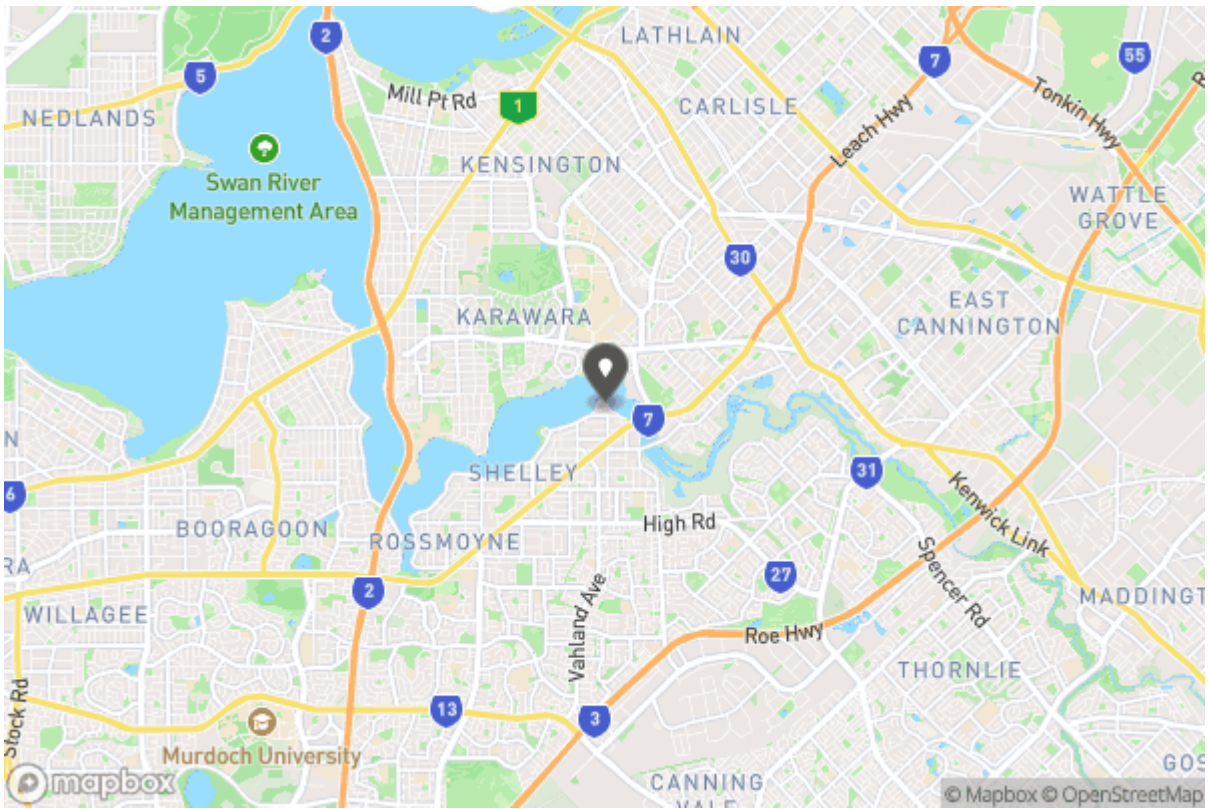 2
LATHLAIN
55
5
7
R
Mill Pt Rd
1
CARLISLE
Tonkin Hwy
NEDLANDS
Leach Hwy
KENSINGTON
Swan River
Management Area
WATTLE
GROVE
30
KARAWARA
EAST
CANNINGTON
7
N
SHELLEY
31
6
Kenwick Link
BOORAGOON
High Rd
ROSSMOYNE
RA
27
Spencer Rd
2
Vahland Ave
MADDINGT
WILLAGEE
Roe Hwy
THORNLIE
Stock Rd
13
3
Murdoch University
GOS
mapbox
CANNING
VALE
© Mapbox © OpenStreetMap